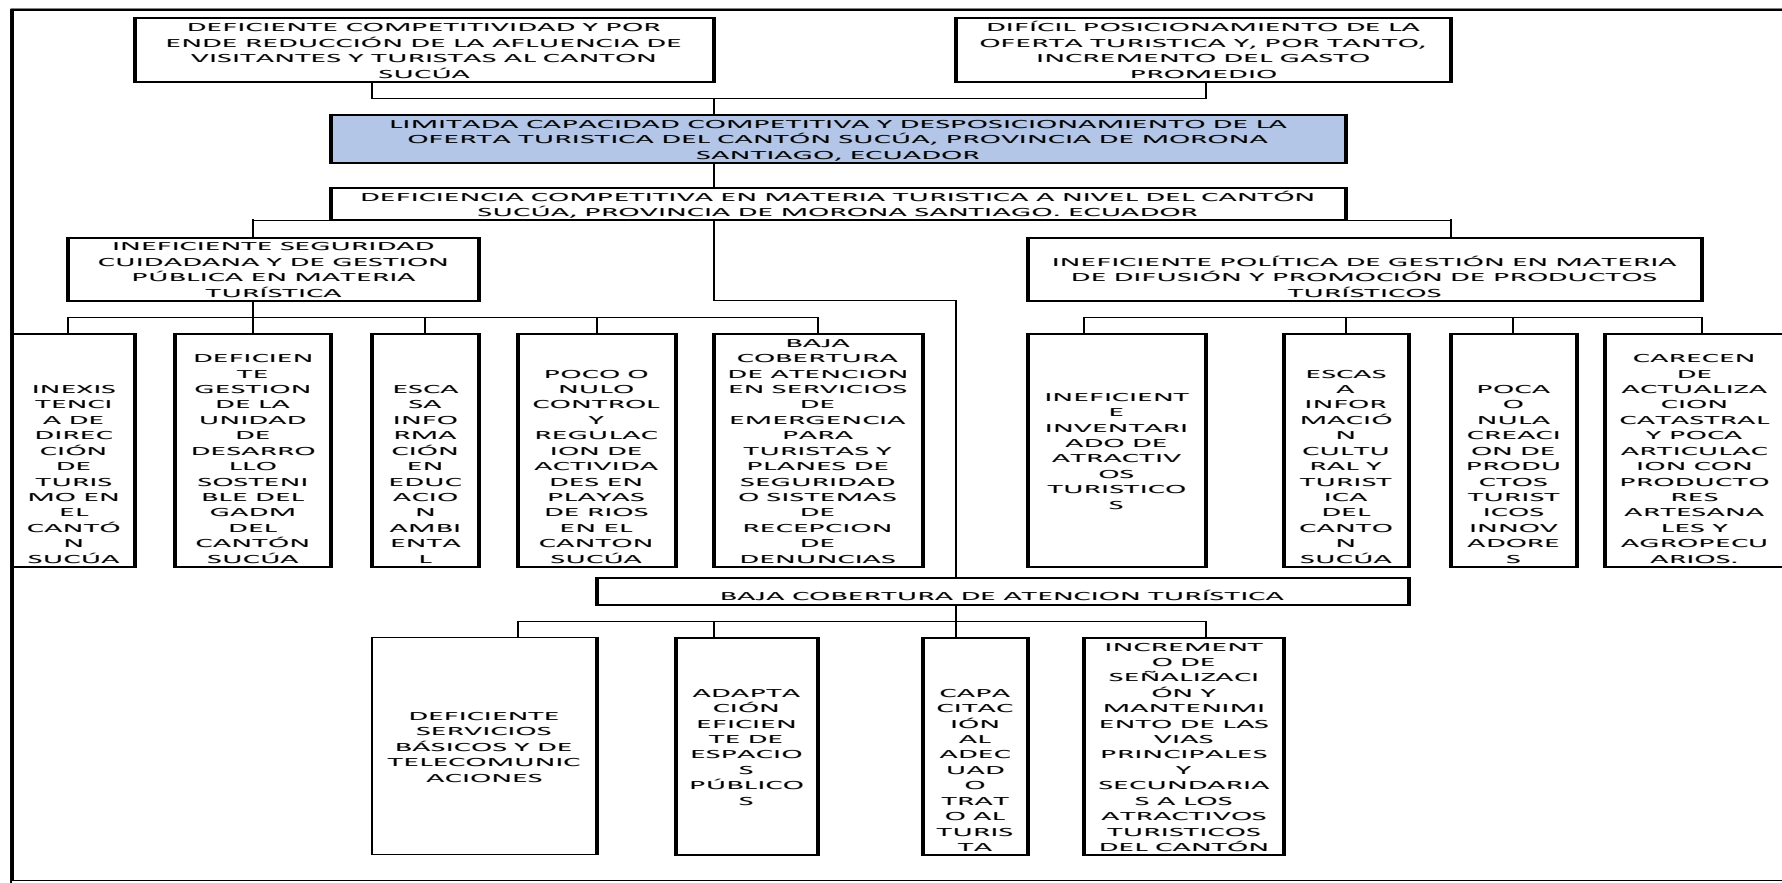 DEFICIENTE COMPETITIVIDAD Y POR
ENDE REDUCCIÓN DE LA AFLUENCIA DE
VISITANTES Y TURISTAS AL CANTON
SUCÚA
DIFÍCIL POSICIONAMIENTO DE LA
OFERTA TURISTICA Y, POR TANTO,
INCREMENTO DEL GASTO
PROMEDIO
LIMITADA CAPACIDAD COMPETITIVA Y DESPOSICIONAMIENTO DE LA
OFERTA TURISTICA DEL CANTÓN SUCÚA, PROVINCIA DE MORONA
SANTIAGO, ECUADOR
DEFICIENCIA COMPETITIVA EN MATERIA TURISTICA A NIVEL DEL CANTÓN
SUCÚA, PROVINCIA DE MORONA SANTIAGO. ECUADOR
INEFICIENTE SEGURIDAD
CUIDADANA Y DE GESTION
PÚBLICA EN MATERIA
TURÍSTICA
INEFICIENTE POLÍTICA DE GESTIÓN EN MATERIA
DE DIFUSIÓN Y PROMOCIÓN DE PRODUCTOS
TURÍSTICOS
INEXIS
TENCI
A DE
DIREC
CIÓN
DE
TURIS
MO EN
EL
CANTÓ
N
SUCÚA
DEFICIEN
TE
GESTION
DE LA
UNIDAD
DE
DESARRO
LLO
SOSTENI
BLE DEL
GADM
DEL
CANTÓN
SUCÚA
ESCA
SA
INFO
RMA
CIÓN
EN
EDUC
ACIO
N
AMBI
ENTA
L
POCO O
NULO
CONTROL
Y
REGULAC
ION DE
ACTIVIDA
DES EN
PLAYAS
DE RIOS
EN EL
CANTON
SUCÚA
BAJA
COBERTURA
DE ATENCION
EN SERVICIOS
DE
EMERGENCIA
PARA
TURISTAS Y
PLANES DE
SEGURIDAD
O SISTEMAS
DE
RECEPCION
DE
DENUNCIAS
INEFICIENT
E
INVENTARI
ADO DE
ATRACTIV
OS
TURISTICO
S
ESCAS
A
INFOR
MACIÓ
N
CULTU
RAL Y
TURIST
ICA
DEL
CANTO
N
SUCÚA
POCA
O
NULA
CREACI
ON DE
PRODU
CTOS
TURIST
ICOS
INNOV
ADORE
S
CARECEN
DE
ACTUALIZA
CION
CATASTRAL
Y POCA
ARTICULAC
ION CON
PRODUCTO
RES
ARTESANA
LES Y
AGROPECU
ARIOS.
BAJA COBERTURA DE ATENCION TURÍSTICA
DEFICIENTE
SERVICIOS
BÁSICOS Y DE
TELECOMUNIC
ACIONES
ADAPTA
CIÓN
EFICIEN
TE DE
ESPACIO
S
PÚBLICO
S
CAPA
CITAC
IÓN
AL
ADEC
UAD
O
TRAT
O AL
TURIS
TA
INCREMENT
O DE
SEÑALIZACI
ÓN Y
MANTENIMI
ENTO DE LAS
VIAS
PRINCIPALES
Y
SECUNDARIA
S A LOS
ATRACTIVOS
TURISTICOS
DEL CANTÓN